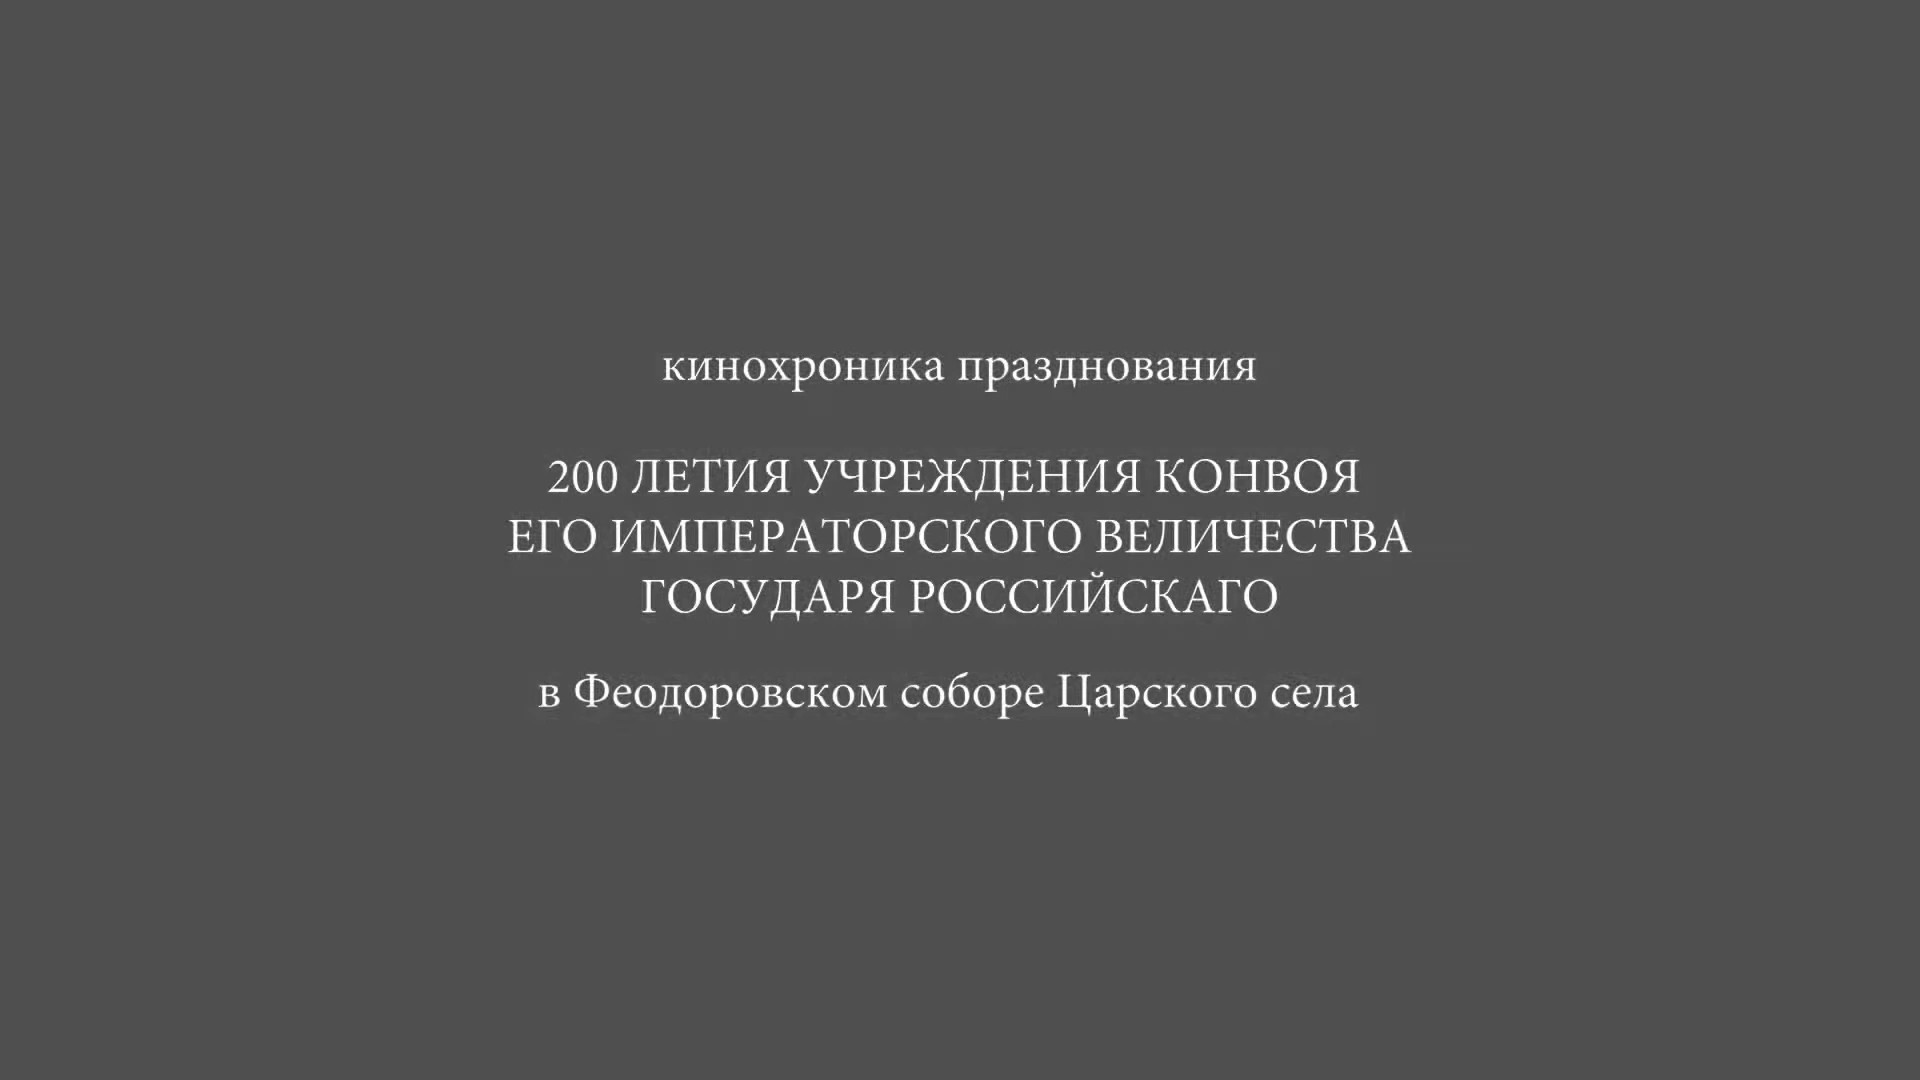 кинохроника празднования
200 ЛЕТИЯ УЧРЕЖДЕНИЯ КОНВОЯ
ЕГО ИМПЕРАТОРСКОГО ВЕЛИЧЕСТВА
ГОСУДАРЯ РОССИЙСКАГО
в Феодоровском соборе Царского села